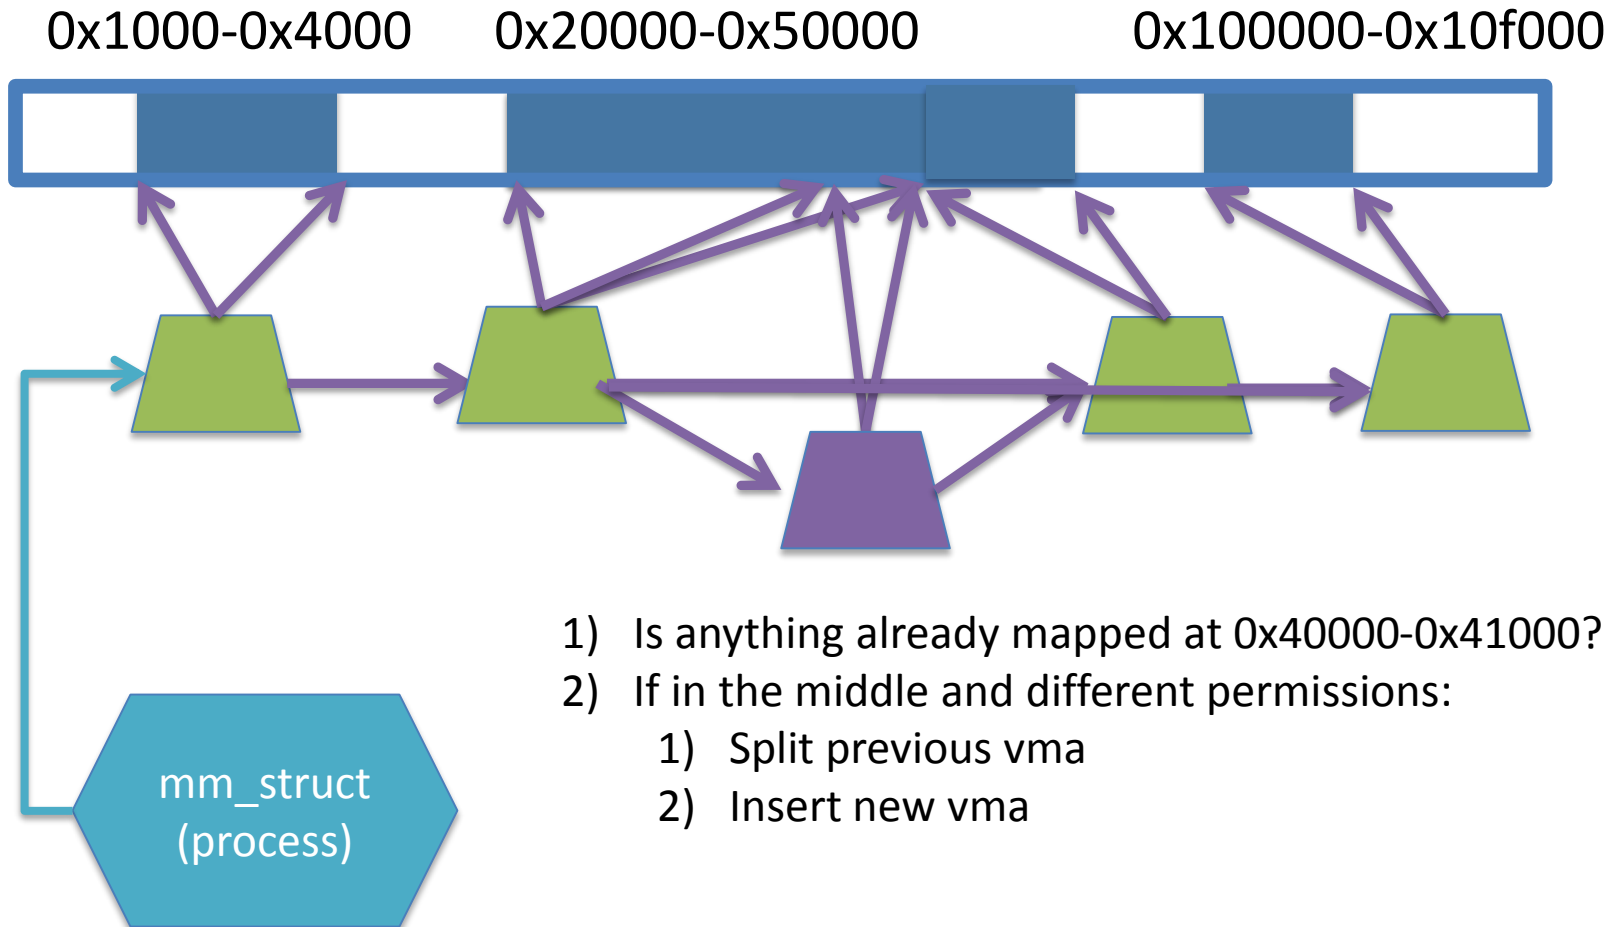 0x1000-0x4000 0x20000-0x50000 0x100000-0x10f000
1) Is anything already mapped at 0x40000-0x41000?
2) If in the middle and different permissions:
1) Split previous vma
2) Insert new vma
mm_struct
(process)